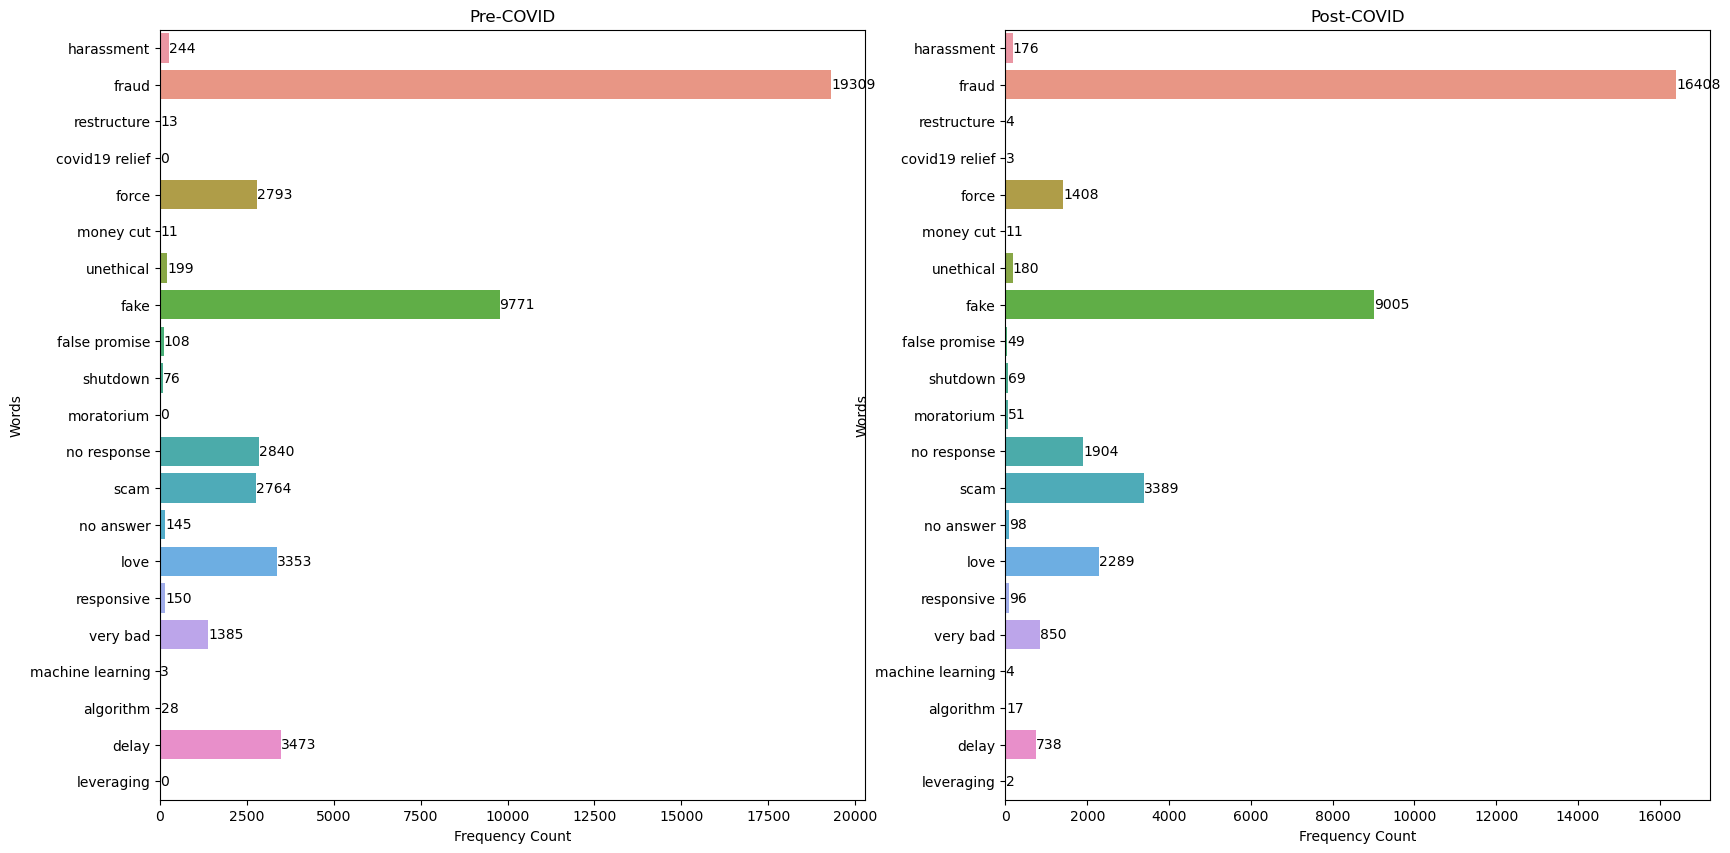 Pre-COVID
Words
harassment 244
fraud 19309
restructure 13
covid19 relief 0
force 2793
money cut 11
unethical 199
fake 9771
false promise 108
shutdown 76
moratorium 0
no response 2840
scam 2764
no answer 145
love 3353
responsive 150
very bad 1385
machine learning 3
algorithm 28
delay 3473
leveraging 0
0 2500 5000 7500 10000 12500 15000 17500 20000
Frequency Count
Post-COVID
Words
harassment 176
fraud 16408
restructure 4
covid19 relief 3
force 1408
money cut 11
unethical 180
fake 9005
false promise 49
shutdown 69
moratorium 51
no response 1904
scam 3389
no answer 98
love 2289
responsive 96
very bad 850
machine learning 4
algorithm 17
delay 738
leveraging 2
0 2000 4000 6000 8000 10000 12000 14000 16000
Frequency Count